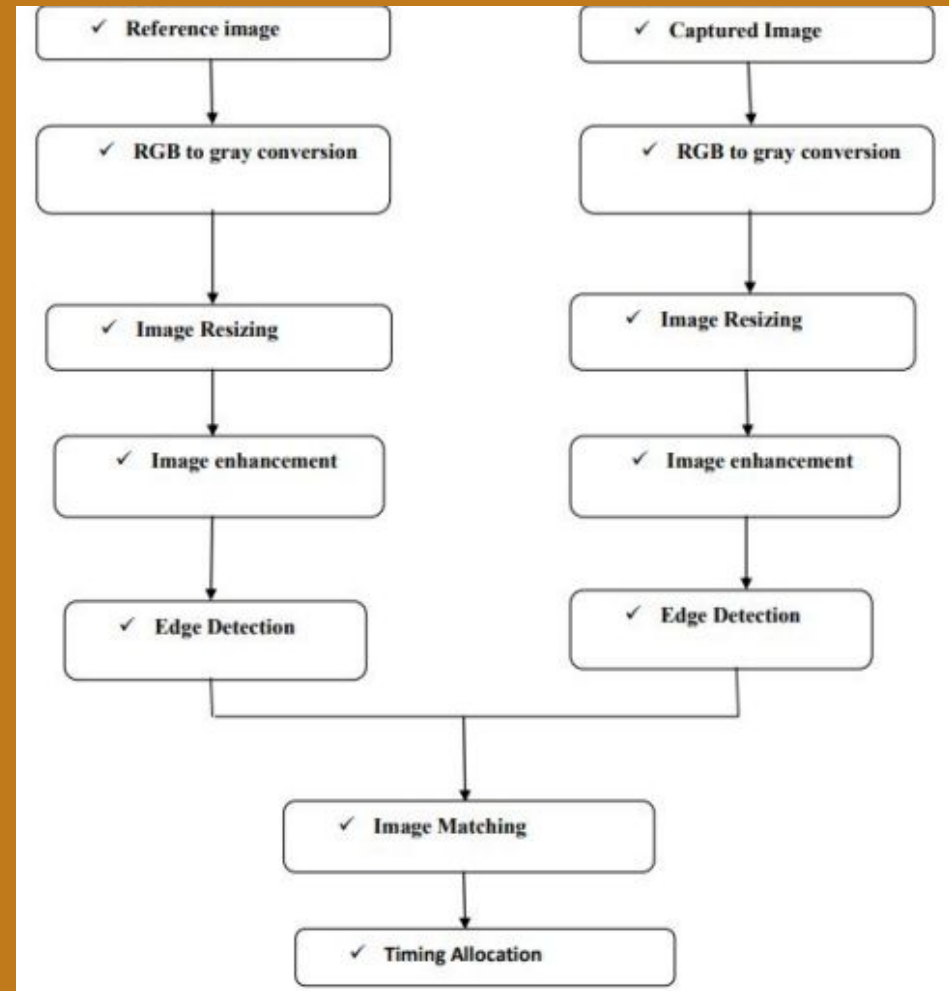 ✓ Reference image
✓ Captured Image
✓ RGB to gray conversion
✓ RGB to gray conversion
✓ Image Resizing
✓ Image Resizing
✓ Image enhancement
✓ Image enhancement
✓ Edge Detection
✓ Edge Detection
✓ Image Matching
✓ Timing Allocation